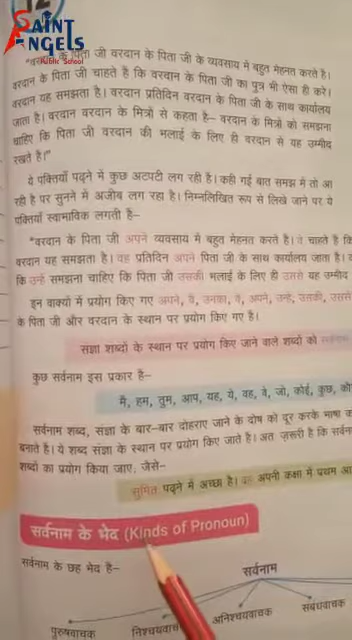 12
SAINT
ANGELS
Public School
के पिता जी वरदान के पिता जी के व्यवसाय में बहुत मेहनत करते हैं।
वरदान के पिता जी चाहते हैं कि वरदान के पिता जी का पुत्र भी ऐसा ही करे।
वरदान यह समझता है। वरदान प्रतिदिन वरदान के पिता जी के साथ कार्यालय
जाता है। वरदान वरदान के मित्रों से कहता है– वरदान के मित्रों को समझना
चाहिए कि पिता जी वरदान की भलाई के लिए ही वरदान से यह उम्मीद
रखते हैं।"
ये पंक्तियाँ पढ़ने में कुछ अटपटी लग रही हैं। कही गई बात समझ में तो आ
रही है पर सुनने में अजीब लग रहा है। निम्नलिखित रूप से लिखे जाने पर ये
पंक्तियाँ स्वाभाविक लगती हैं–
"वरदान के पिता जी अपने व्यवसाय में बहुत मेहनत करते हैं। वे चाहते हैं कि
वरदान यह समझता है। वह प्रतिदिन अपने पिता जी के साथ कार्यालय जाता है।
कि उन्हें समझना चाहिए कि पिता जी उसकी भलाई के लिए ही उससे यह उम्मीद
इन वाक्यों में प्रयोग किए गए अपने, वे, उनका, वे, अपने, उन्हें, उसकी, उससे
के पिता जी और वरदान के स्थान पर प्रयोग किए गए हैं।
संज्ञा शब्दों के स्थान पर प्रयोग किए जाने वाले शब्दों को
कुछ सर्वनाम इस प्रकार हैं–
मैं, हम, तुम, आप, यह, ये, वह, वे, जो, कोई, कुछ,
सर्वनाम शब्द, संज्ञा के बार-बार दोहराए जाने के दोष को दूर करके भाषा
बनाते हैं। ये शब्द संज्ञा के स्थान पर प्रयोग किए जाते हैं। अतः ज़रूरी है कि
शब्दों का प्रयोग किया जाए, जैसे–
सुमित पढ़ने में अच्छा है। वह अपनी कक्षा में प्रथम
सर्वनाम के भेद (Kinds of Pronoun)
सर्वनाम के छह भेद हैं–
सर्वनाम
पुरुषवाचक निश्चयवाचक अनिश्चयवाचक संबंधवाचक